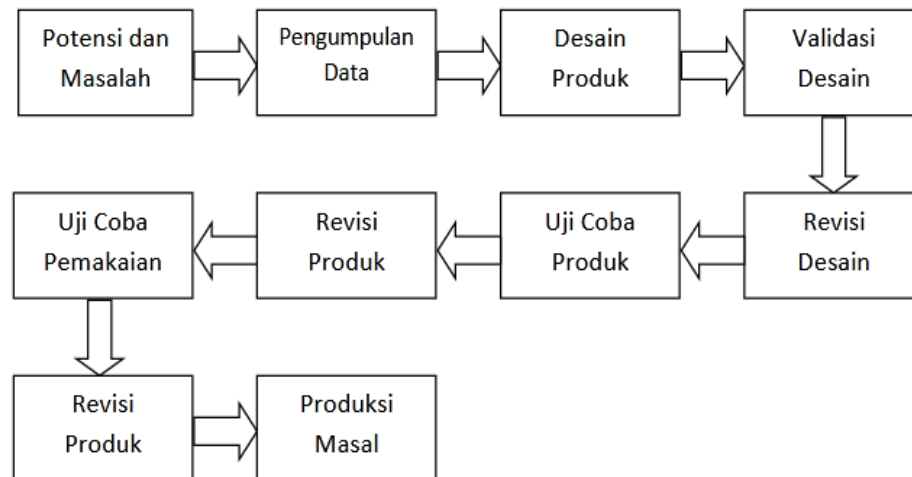 Potensi dan
Masalah
Pengumpulan
Data
Desain
Produk
Validasi
Desain
Revisi
Desain
Uji Coba
Produk
Revisi
Produk
Uji Coba
Pemakaian
Revisi
Produk
Produksi
Masal